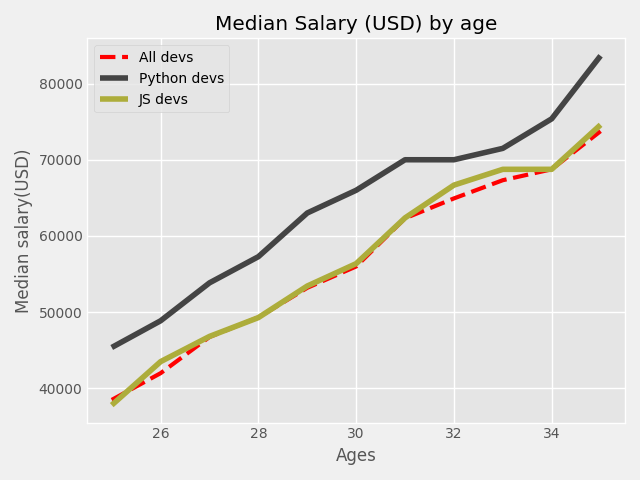 Median Salary (USD) by age
All devs
Python devs
JS devs
80000
70000
60000
50000
40000
Median salary(USD)
26 28 30 32 34
Ages